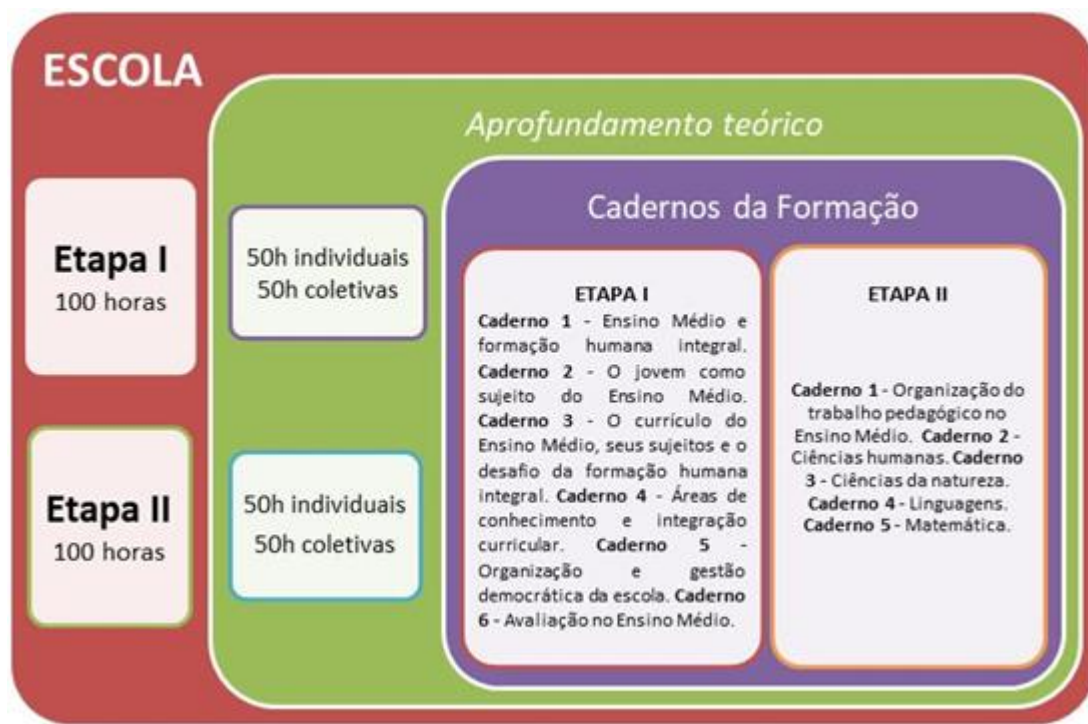 ESCOLA
Aprofundamento teórico
Cadernos da Formação
Etapa I
100 horas
50h individuais
50h coletivas
ETAPA I
Caderno 1 - Ensino Médio e
formação humana integral.
Caderno 2 - O jovem como
sujeito do Ensino Médio.
Caderno 3 - O currículo do
Ensino Médio, seus sujeitos e o
desafio da formação humana
integral. Caderno 4 - Áreas de
conhecimento e integração
curricular. Caderno 5 -
Organização e gestão
democrática da escola. Caderno
6 - Avaliação no Ensino Médio.
ETAPA II
Caderno 1 - Organização do
trabalho pedagógico no
Ensino Médio. Caderno 2 -
Ciências humanas. Caderno
3 - Ciências da natureza.
Caderno 4 - Linguagens.
Caderno 5 - Matemática.
Etapa II
100 horas
50h individuais
50h coletivas